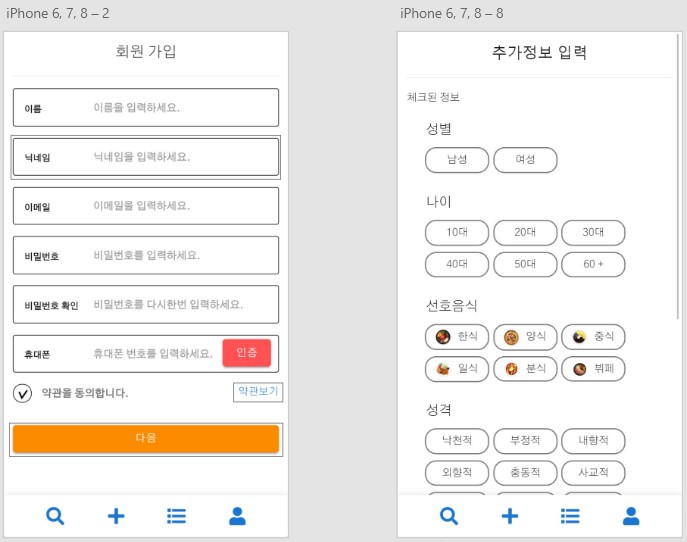 iPhone 6, 7, 8 – 2
회원 가입
이름 이름을 입력하세요.
닉네임 닉네임을 입력하세요.
이메일 이메일을 입력하세요.
비밀번호 비밀번호를 입력하세요.
비밀번호 확인 비밀번호를 다시한번 입력하세요.
휴대폰 휴대폰 번호를 입력하세요. 인증
약관을 동의합니다. 약관보기
다음
iPhone 6, 7, 8 – 8
추가정보 입력
체크된 정보
성별
남성 여성
나이
10대 20대 30대
40대 50대 60 +
선호음식
한식 양식 중식
일식 분식 뷔페
성격
낙천적 부정적 내향적
외향적 충동적 사교적